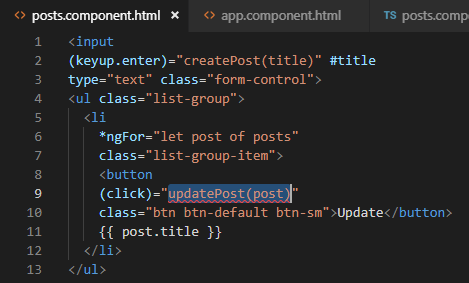 posts.component.html × app.component.html TS posts.compo
1 <input
2 (keyup.enter)="createPost(title)" #title
3 type="text" class="form-control">
4 <ul class="list-group">
5 <li
6 *ngFor="let post of posts"
7 class="list-group-item">
8 <button
9 (click)="updatePost(post)"
10 class="btn btn-default btn-sm">Update</button>
11 {{ post.title }}
12 </li>
13 </ul>